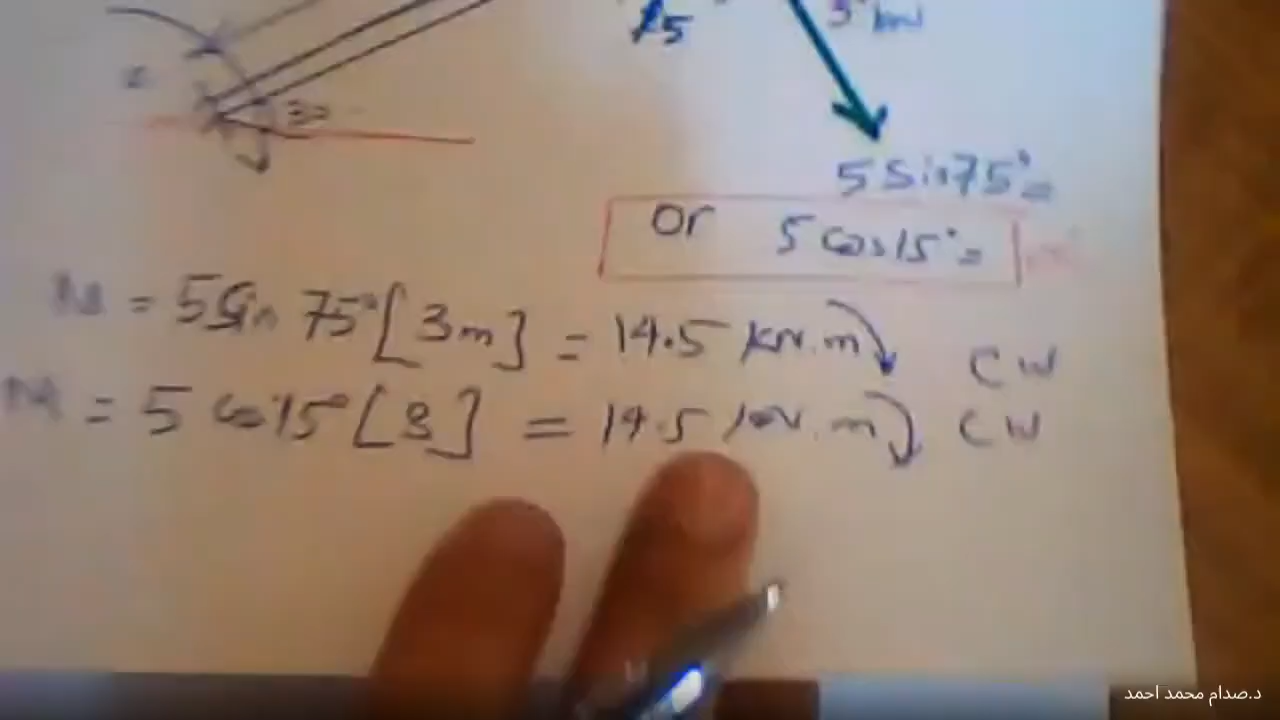 30
5 kN
5 Sin 75° =
or 5 cos 15° =
M = 5 Sin 75° [3m] = 14.5 kN.m CW
M = 5 cos 15° [3] = 14.5 kN.m CW
د.صدام محمد احمد